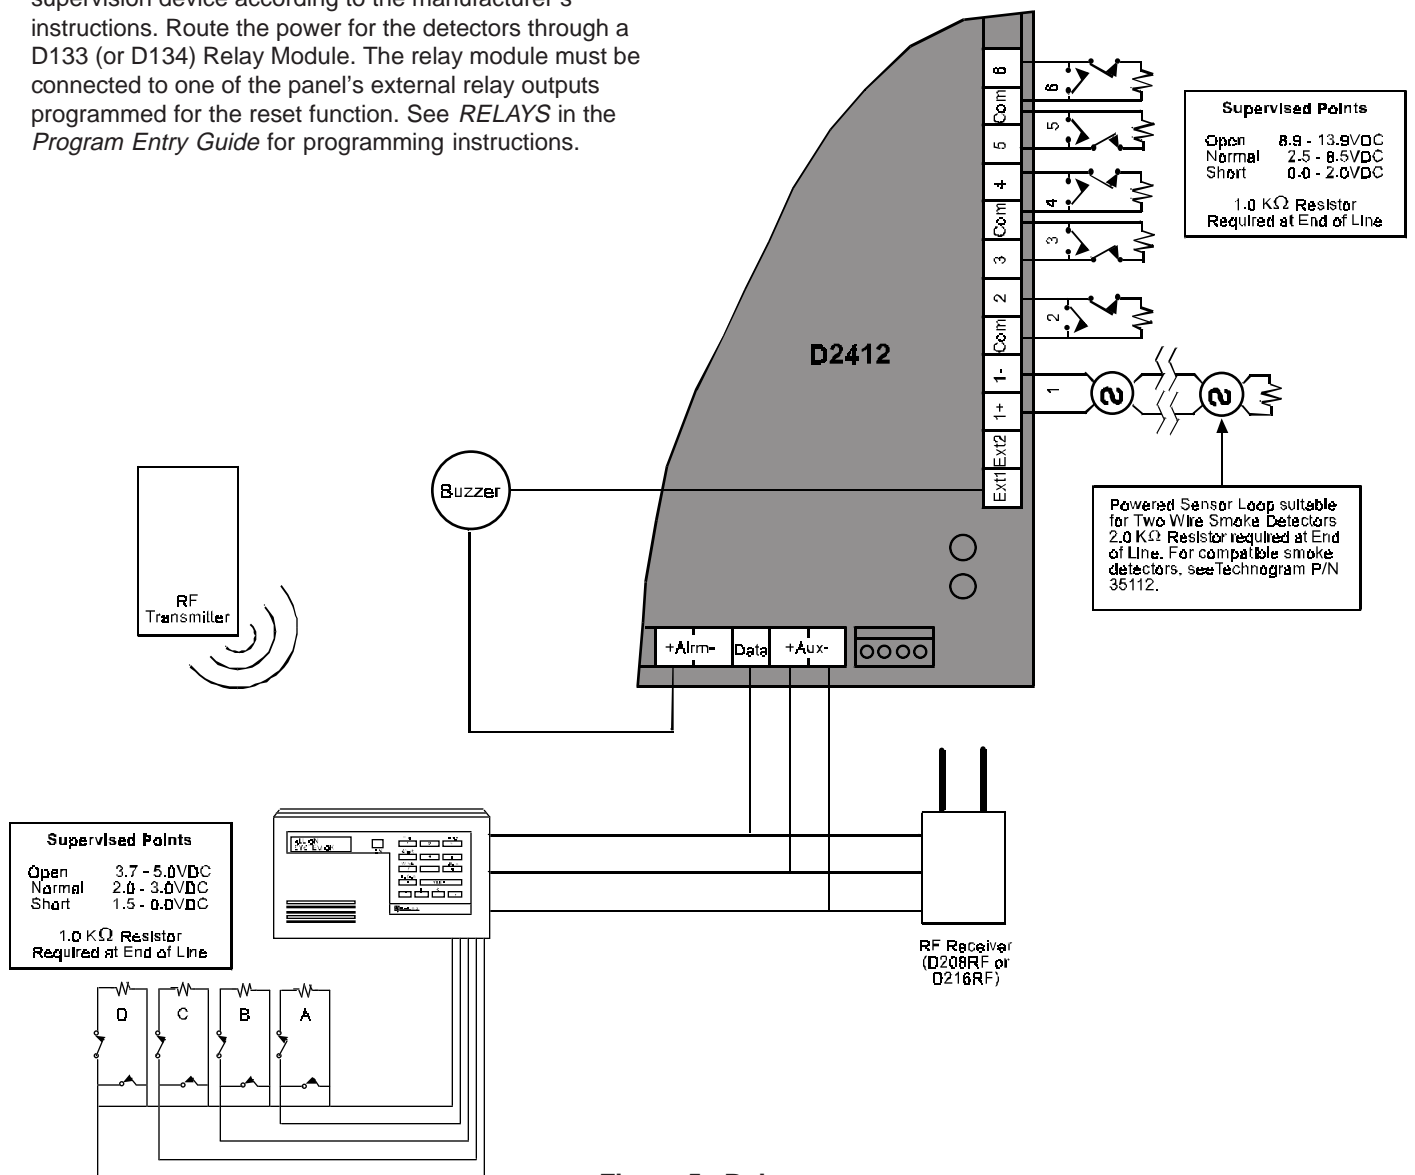 supervision device according to the manufacturer's
instructions. Route the power for the detectors through a
D133 (or D134) Relay Module. The relay module must be
connected to one of the panel's external relay outputs
programmed for the reset function. See RELAYS in the
Program Entry Guide for programming instructions.
6
Com
5
4
Com
3
2
Com
1-
1+
Ext2
Ext1
6
5
4
3
2
1
Supervised Points
Open 8.9 - 13.9VDC
Normal 2.5 - 8.5VDC
Short 0.0 - 2.0VDC
1.0 KΩ Resistor
Required at End of Line
D2412
Buzzer
Powered Sensor Loop suitable
for Two Wire Smoke Detectors
2.0 KΩ Resistor required at End
of Line. For compatible smoke
detectors, see Technogram P/N
35112.
RF
Transmitter
+Alrm-
Data
+Aux-
Supervised Points
Open 3.7 - 5.0VDC
Normal 2.0 - 3.0VDC
Short 1.5 - 0.0VDC
1.0 KΩ Resistor
Required at End of Line
RF Receiver
(D208RF or
D216RF)
D
C
B
A